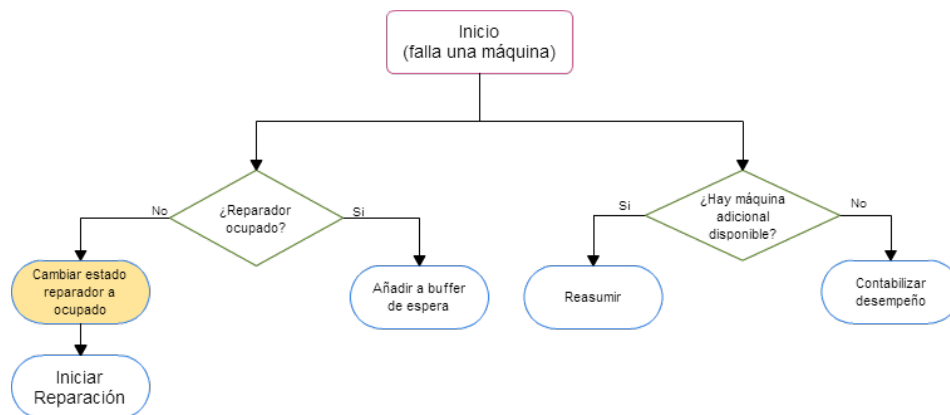 Inicio
(falla una máquina)
¿Reparador
ocupado?
No
Si
¿Hay máquina
adicional
disponible?
Si
No
Cambiar estado
reparador a
ocupado
Añadir a buffer
de espera
Reasumir
Contabilizar
desempeño
Iniciar
Reparación